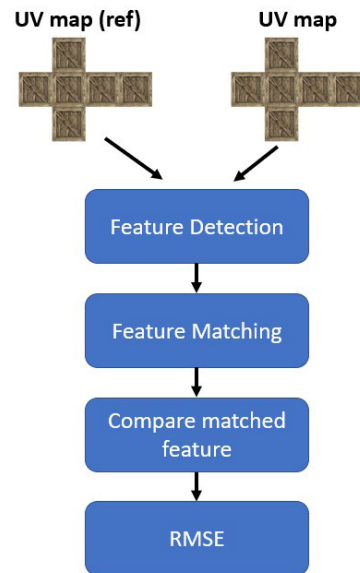 UV map (ref)
UV map
Feature Detection
Feature Matching
Compare matched
feature
RMSE